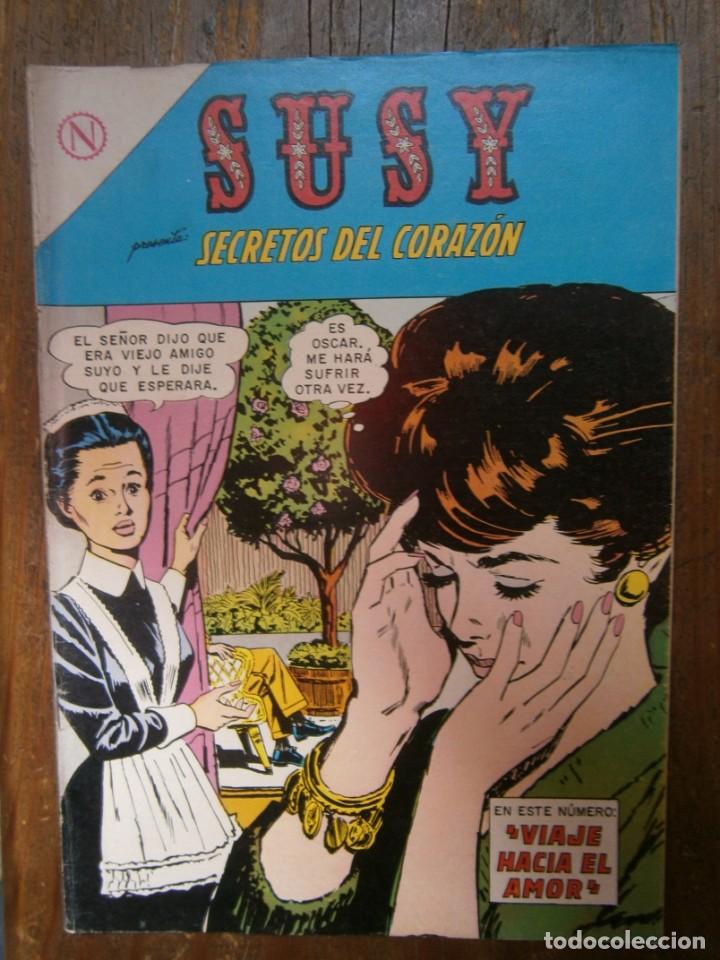 N
SUSY
presenta:
SECRETOS DEL CORAZÓN
EL SEÑOR DIJO QUE
ERA VIEJO AMIGO
SUYO Y LE DIJE
QUE ESPERARA.
ES
OSCAR.
ME HARÁ
SUFRIR
OTRA VEZ.
EN ESTE NÚMERO:
"VIAJE
HACIA EL
AMOR"
todocoleccion.net